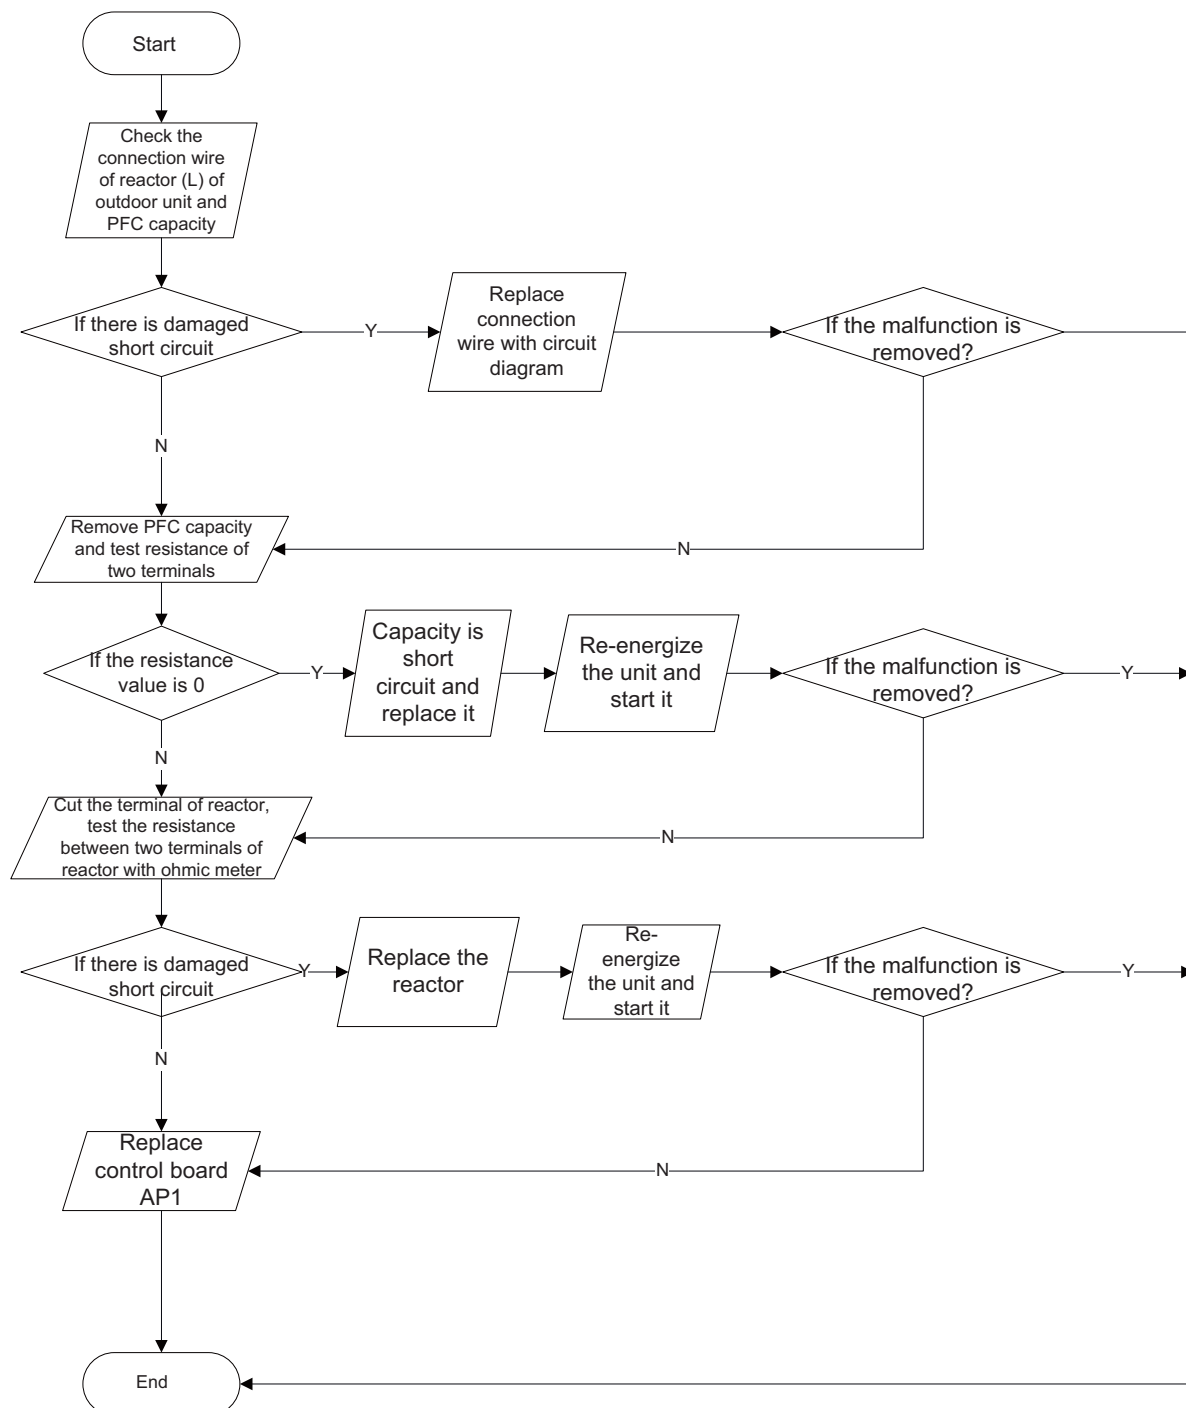 Start
Check the
connection wire
of reactor (L) of
outdoor unit and
PFC capacity
If there is damaged
short circuit
Y
Replace
connection
wire with circuit
diagram
If the malfunction is
removed?
N
N
Remove PFC capacity
and test resistance of
two terminals
If the resistance
value is 0
Y
Capacity is
short
circuit and
replace it
Re-energize
the unit and
start it
If the malfunction is
removed?
Y
N
N
Cut the terminal of reactor,
test the resistance
between two terminals of
reactor with ohmic meter
If there is damaged
short circuit
Y
Replace the
reactor
Re-
energize
the unit and
start it
If the malfunction is
removed?
Y
N
N
Replace
control board
AP1
End